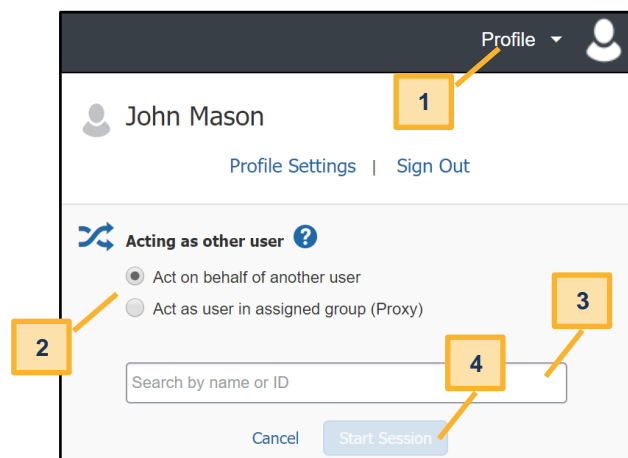 Profile
1
John Mason
Profile Settings | Sign Out
Acting as other user ?
Act on behalf of another user
Act as user in assigned group (Proxy)
3
2
4
Search by name or ID
Cancel Start Session